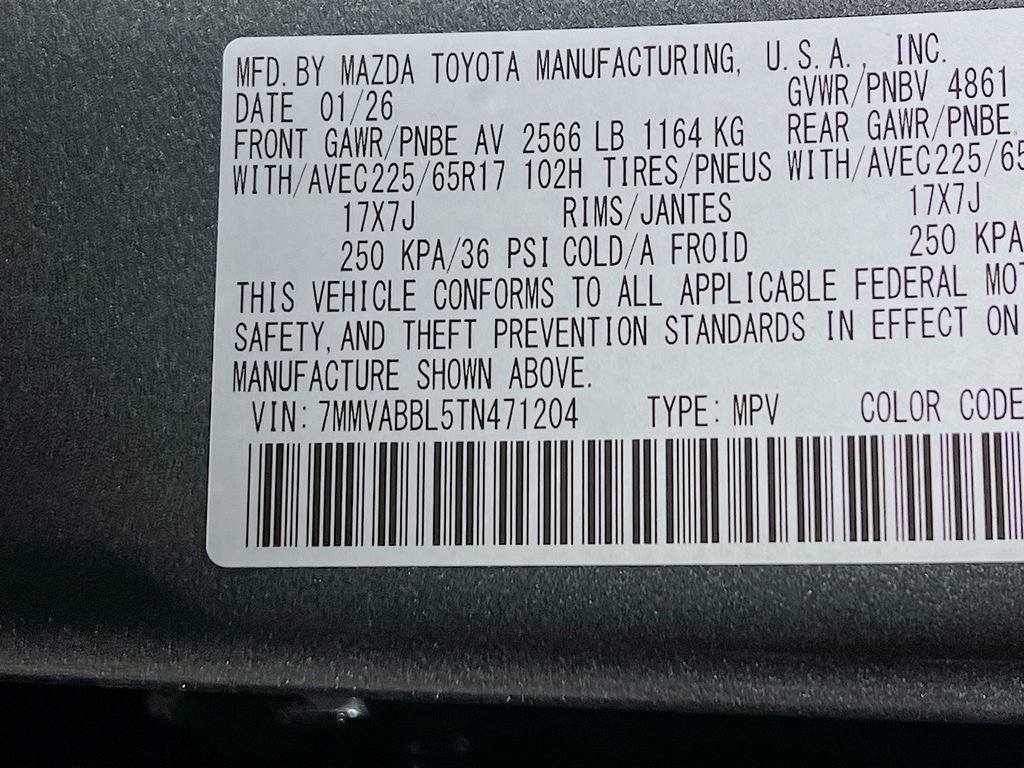 MFD. BY MAZDA TOYOTA MANUFACTURING, U.S.A., INC.
DATE 01/26 GVWR/PNBV 4861
FRONT GAWR/PNBE AV 2566 LB 1164 KG REAR GAWR/PNBE
WITH/AVEC225/65R17 102H TIRES/PNEUS WITH/AVEC225/65
17X7J RIMS/JANTES 17X7J
250 KPA/36 PSI COLD/A FROID 250 KPA
THIS VEHICLE CONFORMS TO ALL APPLICABLE FEDERAL MOT
SAFETY, AND THEFT PREVENTION STANDARDS IN EFFECT ON
MANUFACTURE SHOWN ABOVE.
VIN: 7MMVABBL5TN471204 TYPE: MPV COLOR CODE